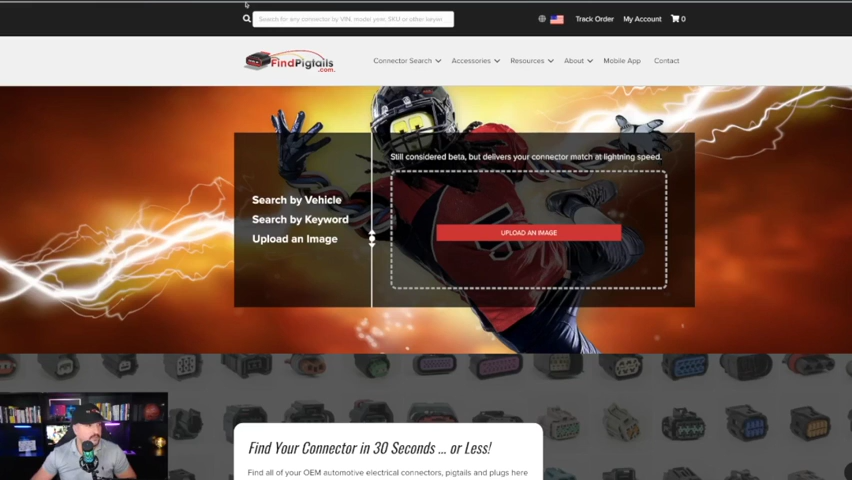 Search for any connector by VIN, model year, SKU or other keyword
Track Order
My Account
0
FindPigtails
.com
Connector Search
Accessories
Resources
About
Mobile App
Contact
Still considered beta, but delivers your connector match at lightning speed.
Search by Vehicle
Search by Keyword
Upload an Image
UPLOAD AN IMAGE
Find Your Connector in 30 Seconds ... or Less!
Find all of your OEM automotive electrical connectors, pigtails and plugs here